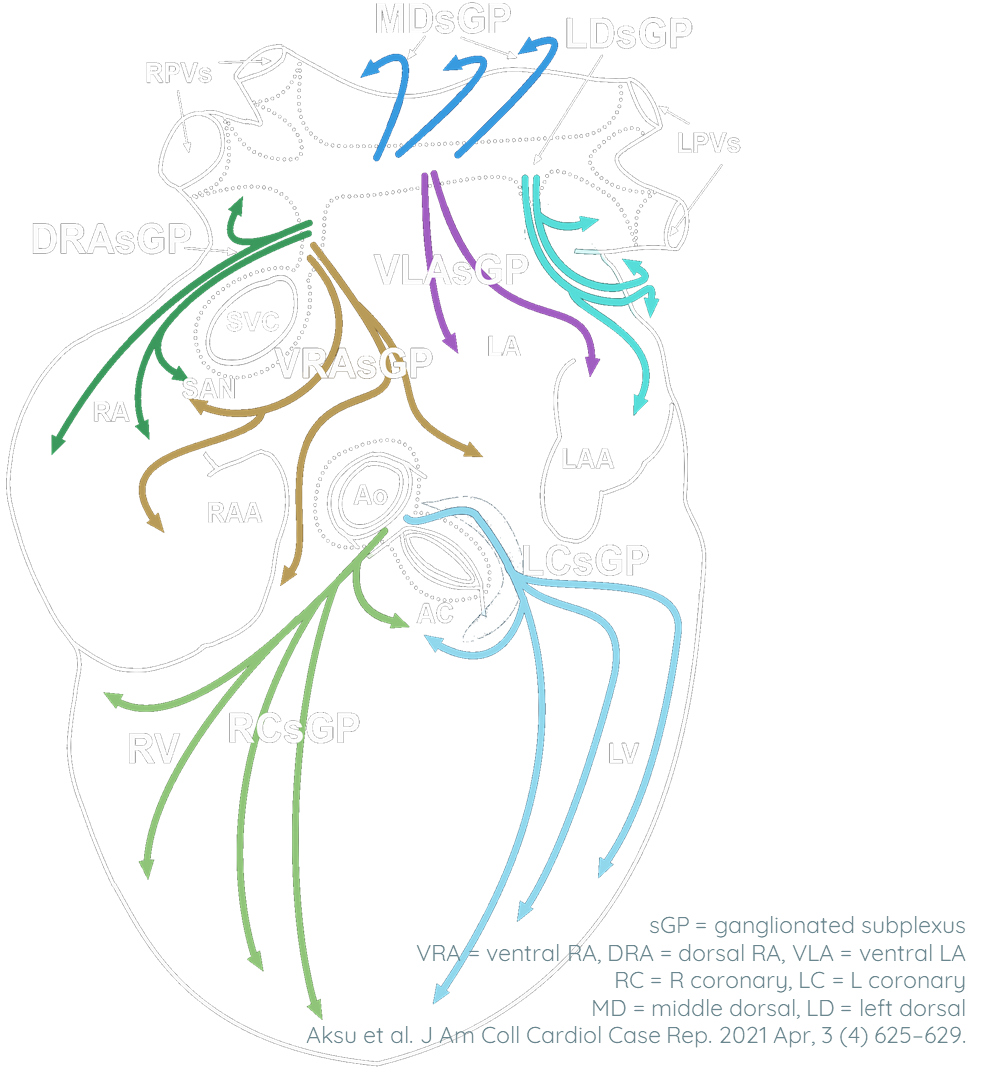 MDsGP
LDsGP
RPVs
LPVs
DRAsGP
VLAsGP
SVC
LA
VRAsGP
SAN
RA
LAA
Ao
RAA
LCsGP
AC
RCsGP
RV
LV
sGP = ganglionated subplexus
VRA = ventral RA, DRA = dorsal RA, VLA = ventral LA
RC = R coronary, LC = L coronary
MD = middle dorsal, LD = left dorsal
Aksu et al. J Am Coll Cardiol Case Rep. 2021 Apr, 3 (4) 625–629.